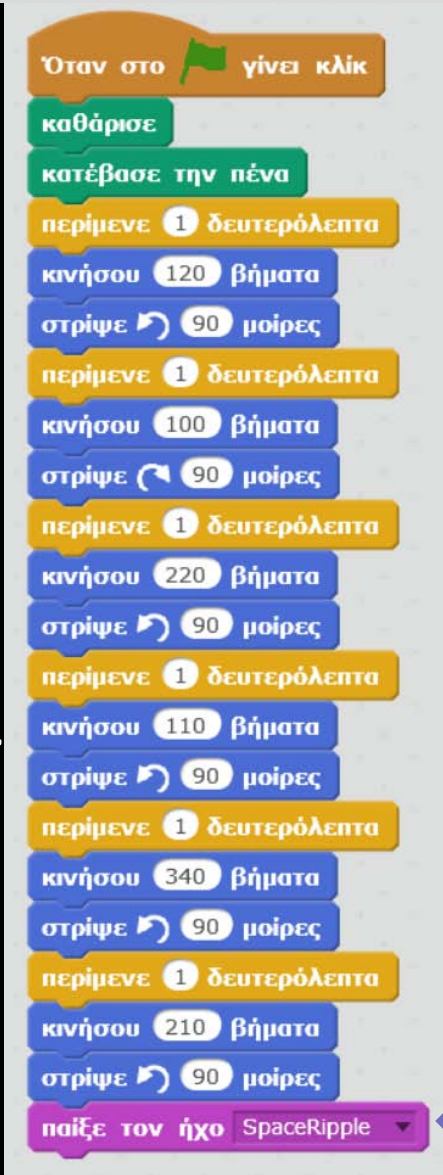 Όταν στο γίνει κλίκ
καθάρισε
κατέβασε την πένα
περίμενε 1 δευτερόλεπτα
κινήσου 120 βήματα
στρίψε 90 μοίρες
περίμενε 1 δευτερόλεπτα
κινήσου 100 βήματα
στρίψε 90 μοίρες
περίμενε 1 δευτερόλεπτα
κινήσου 220 βήματα
στρίψε 90 μοίρες
περίμενε 1 δευτερόλεπτα
κινήσου 110 βήματα
στρίψε 90 μοίρες
περίμενε 1 δευτερόλεπτα
κινήσου 340 βήματα
στρίψε 90 μοίρες
περίμενε 1 δευτερόλεπτα
κινήσου 210 βήματα
στρίψε 90 μοίρες
παίξε τον ήχο SpaceRipple